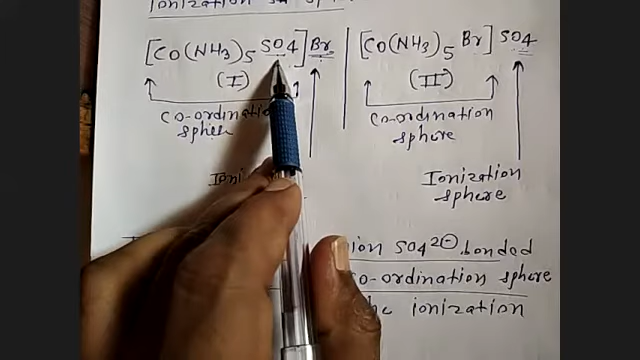 [CO(NH3)5 SO4] Br
[CO(NH3)5 Br] SO4
(I)
(II)
CO-ordination sphere
CO-ordination sphere
Ionization sphere
ion SO4 2⊖ bonded
co-ordination sphere
ionization